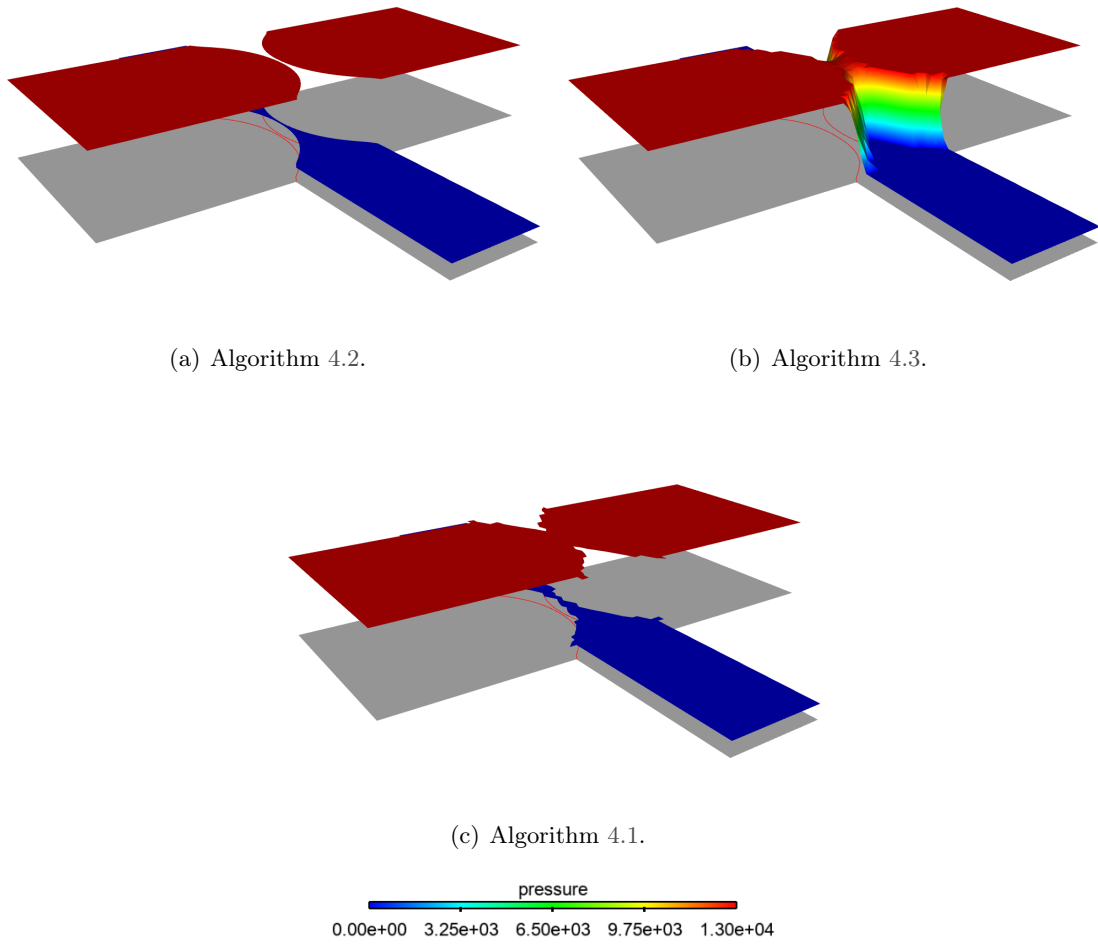 (a) Algorithm 4.2.
(b) Algorithm 4.3.
(c) Algorithm 4.1.
pressure
0.00e+00 3.25e+03 6.50e+03 9.75e+03 1.30e+04